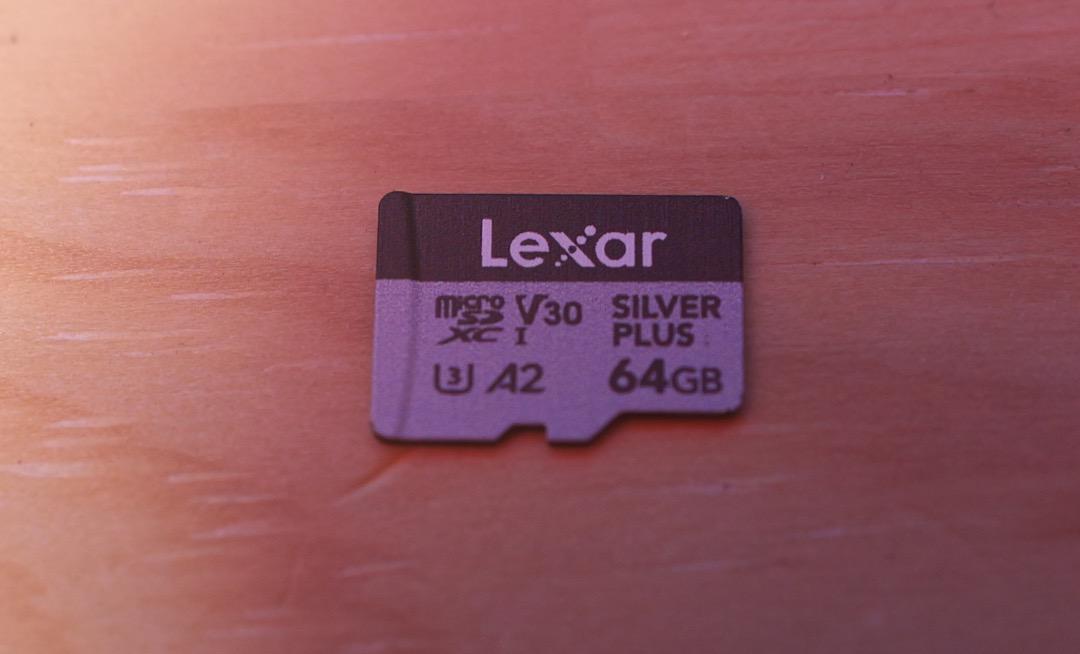 Lexar
micro SD XC I V30
SILVER PLUS
U3 A2
64GB